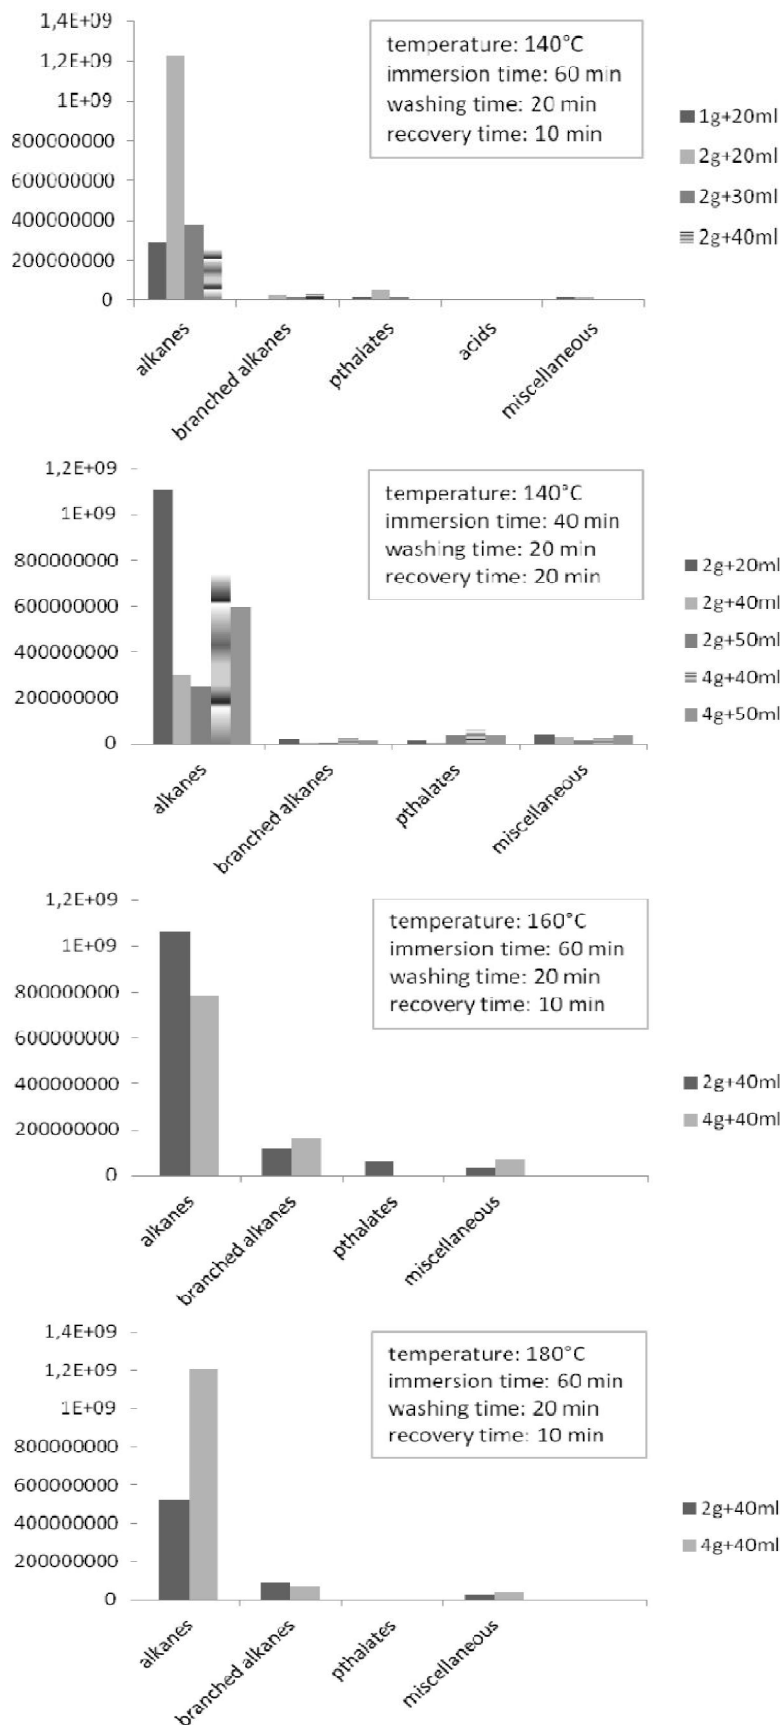 1,4E+09
1,2E+09
1E+09
800000000
600000000
400000000
200000000
0
temperature: 140°C
immersion time: 60 min
washing time: 20 min
recovery time: 10 min
1g+20ml
2g+20ml
2g+30ml
2g+40ml
alkanes
branched alkanes
pthalates
acids
miscellaneous
1,2E+09
1E+09
800000000
600000000
400000000
200000000
0
temperature: 140°C
immersion time: 40 min
washing time: 20 min
recovery time: 20 min
2g+20ml
2g+40ml
2g+50ml
4g+40ml
4g+50ml
alkanes
branched alkanes
pthalates
miscellaneous
1,2E+09
1E+09
800000000
600000000
400000000
200000000
0
temperature: 160°C
immersion time: 60 min
washing time: 20 min
recovery time: 10 min
2g+40ml
4g+40ml
alkanes
branched alkanes
pthalates
miscellaneous
1,4E+09
1,2E+09
1E+09
800000000
600000000
400000000
200000000
0
temperature: 180°C
immersion time: 60 min
washing time: 20 min
recovery time: 10 min
2g+40ml
4g+40ml
alkanes
branched alkanes
pthalates
miscellaneous